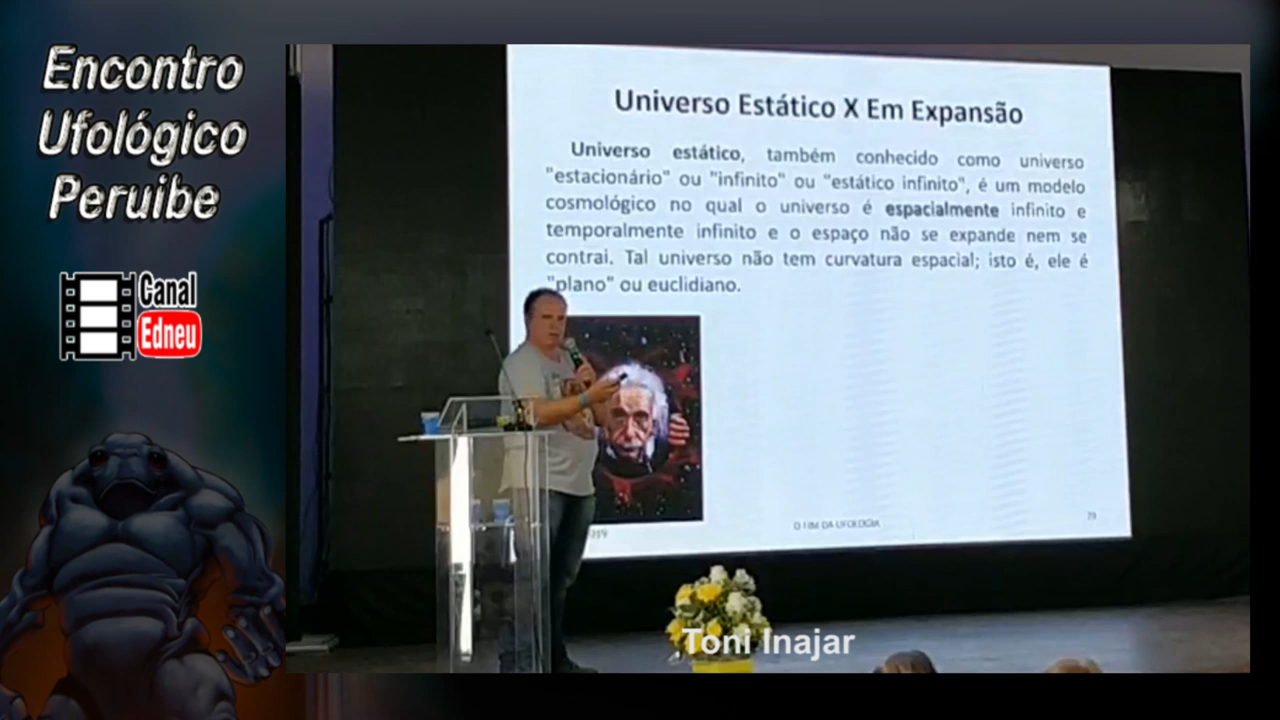 Encontro
Ufológico
Peruibe
Canal
Edneu
Universo Estático X Em Expansão
Universo estático, também conhecido como universo
"estacionário" ou "infinito" ou "estático infinito", é um modelo
cosmológico no qual o universo é espacialmente infinito e
temporalmente infinito e o espaço não se expande nem se
contrai. Tal universo não tem curvatura espacial; isto é, ele é
"plano" ou euclidiano.
O FIM DA UFOLOGIA
79
Toni Inajar